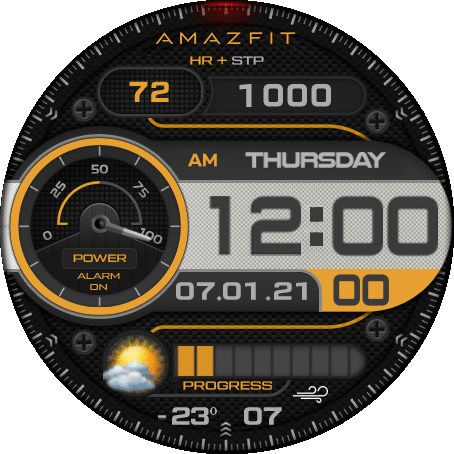 AMAZFIT
HR + STP
72 1000
AM THURSDAY
12:00
0 25 50 75 100
POWER
ALARM
ON
07.01.21 00
PROGRESS
-23° 07